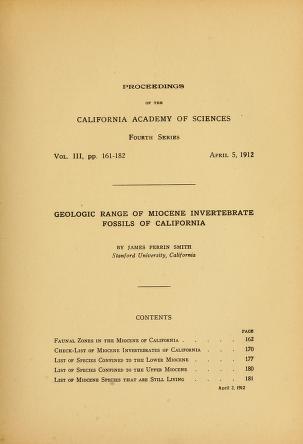 PROCEEDINGS
OF THE
CALIFORNIA ACADEMY OF SCIENCES
FOURTH SERIES
VOL. III, pp. 161-182 APRIL 5, 1912
GEOLOGIC RANGE OF MIOCENE INVERTEBRATE
FOSSILS OF CALIFORNIA
BY JAMES PERRIN SMITH
Stanford University, California
CONTENTS
PAGE
FAUNAL ZONES IN THE MIOCENE OF CALIFORNIA . . . . . 162
CHECK-LIST OF MIOCENE INVERTEBRATES OF CALIFORNIA . . . . 170
LIST OF SPECIES CONFINED TO THE LOWER MIOCENE . . . . 177
LIST OF SPECIES CONFINED TO THE UPPER MIOCENE . . . . 180
LIST OF MIOCENE SPECIES THAT ARE STILL LIVING . . . . . 181
April 2, 1912